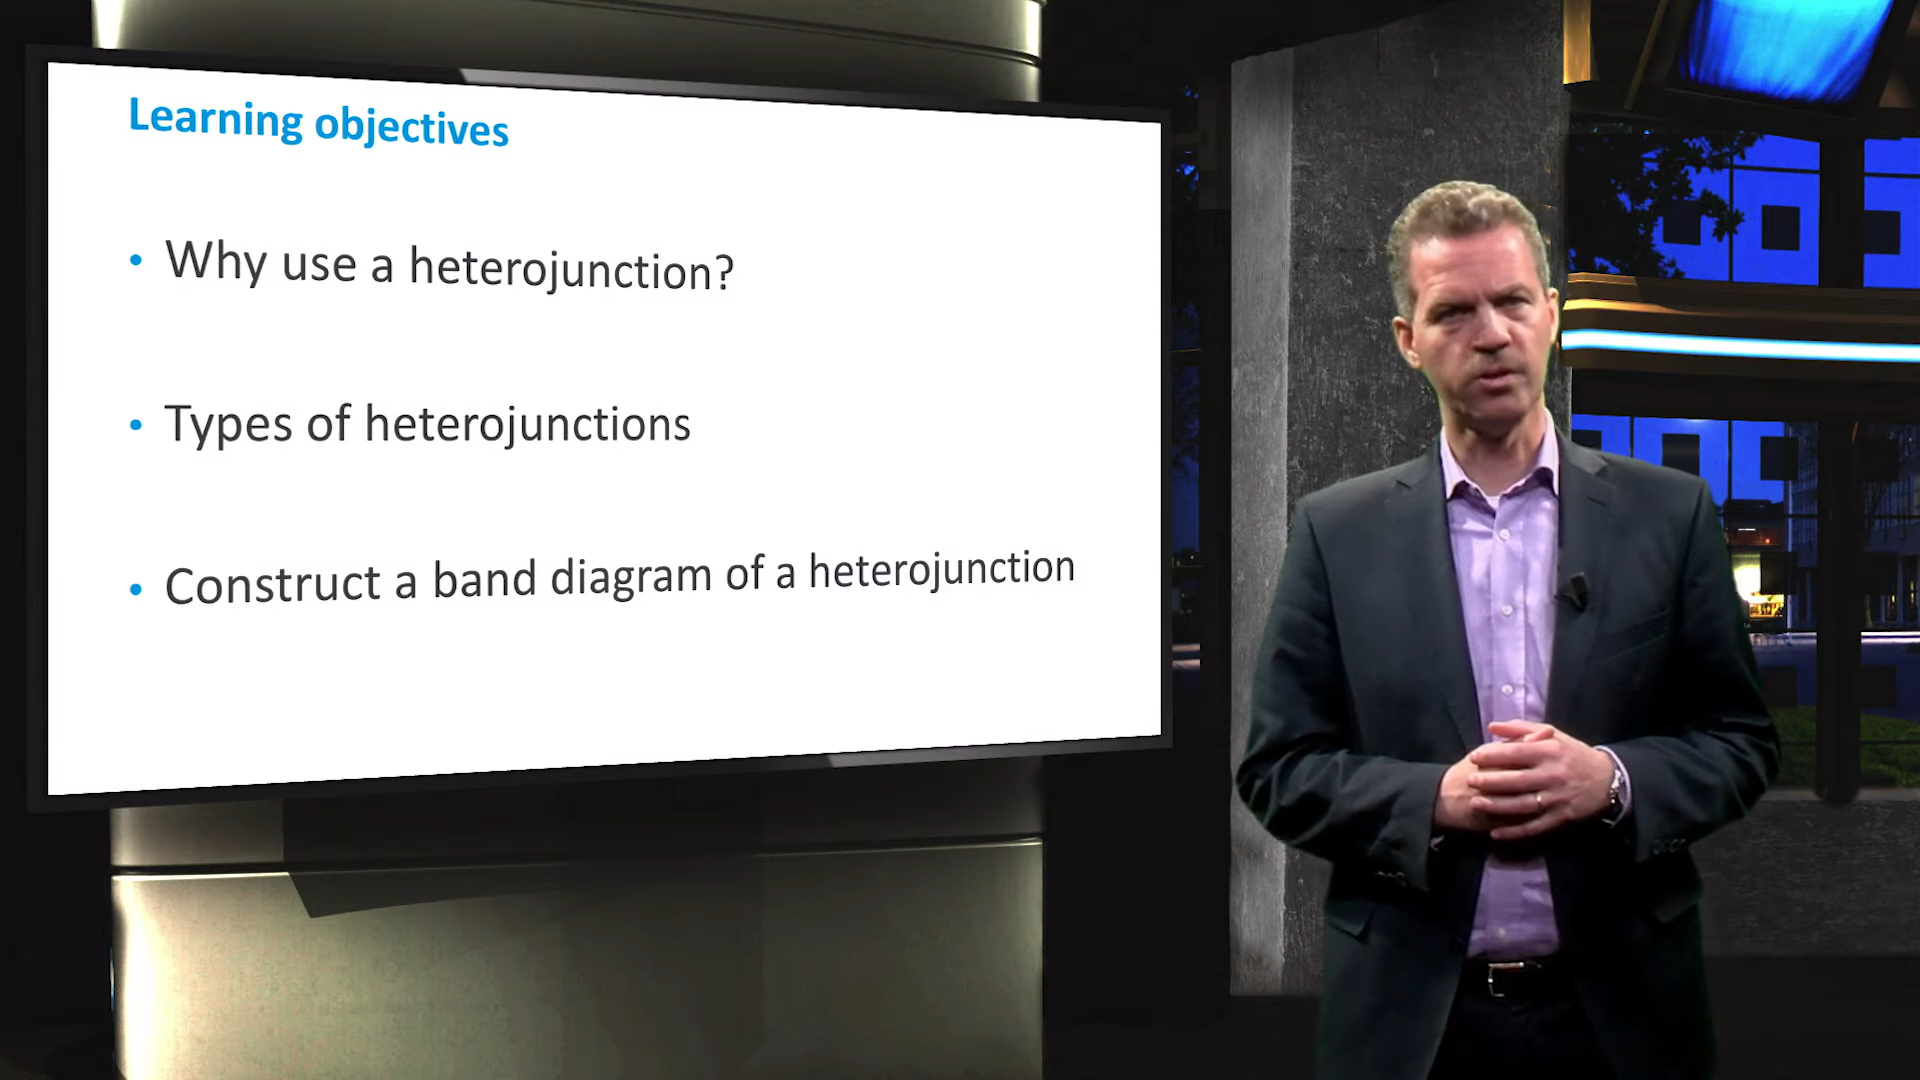 Learning objectives
• Why use a heterojunction?
• Types of heterojunctions
• Construct a band diagram of a heterojunction